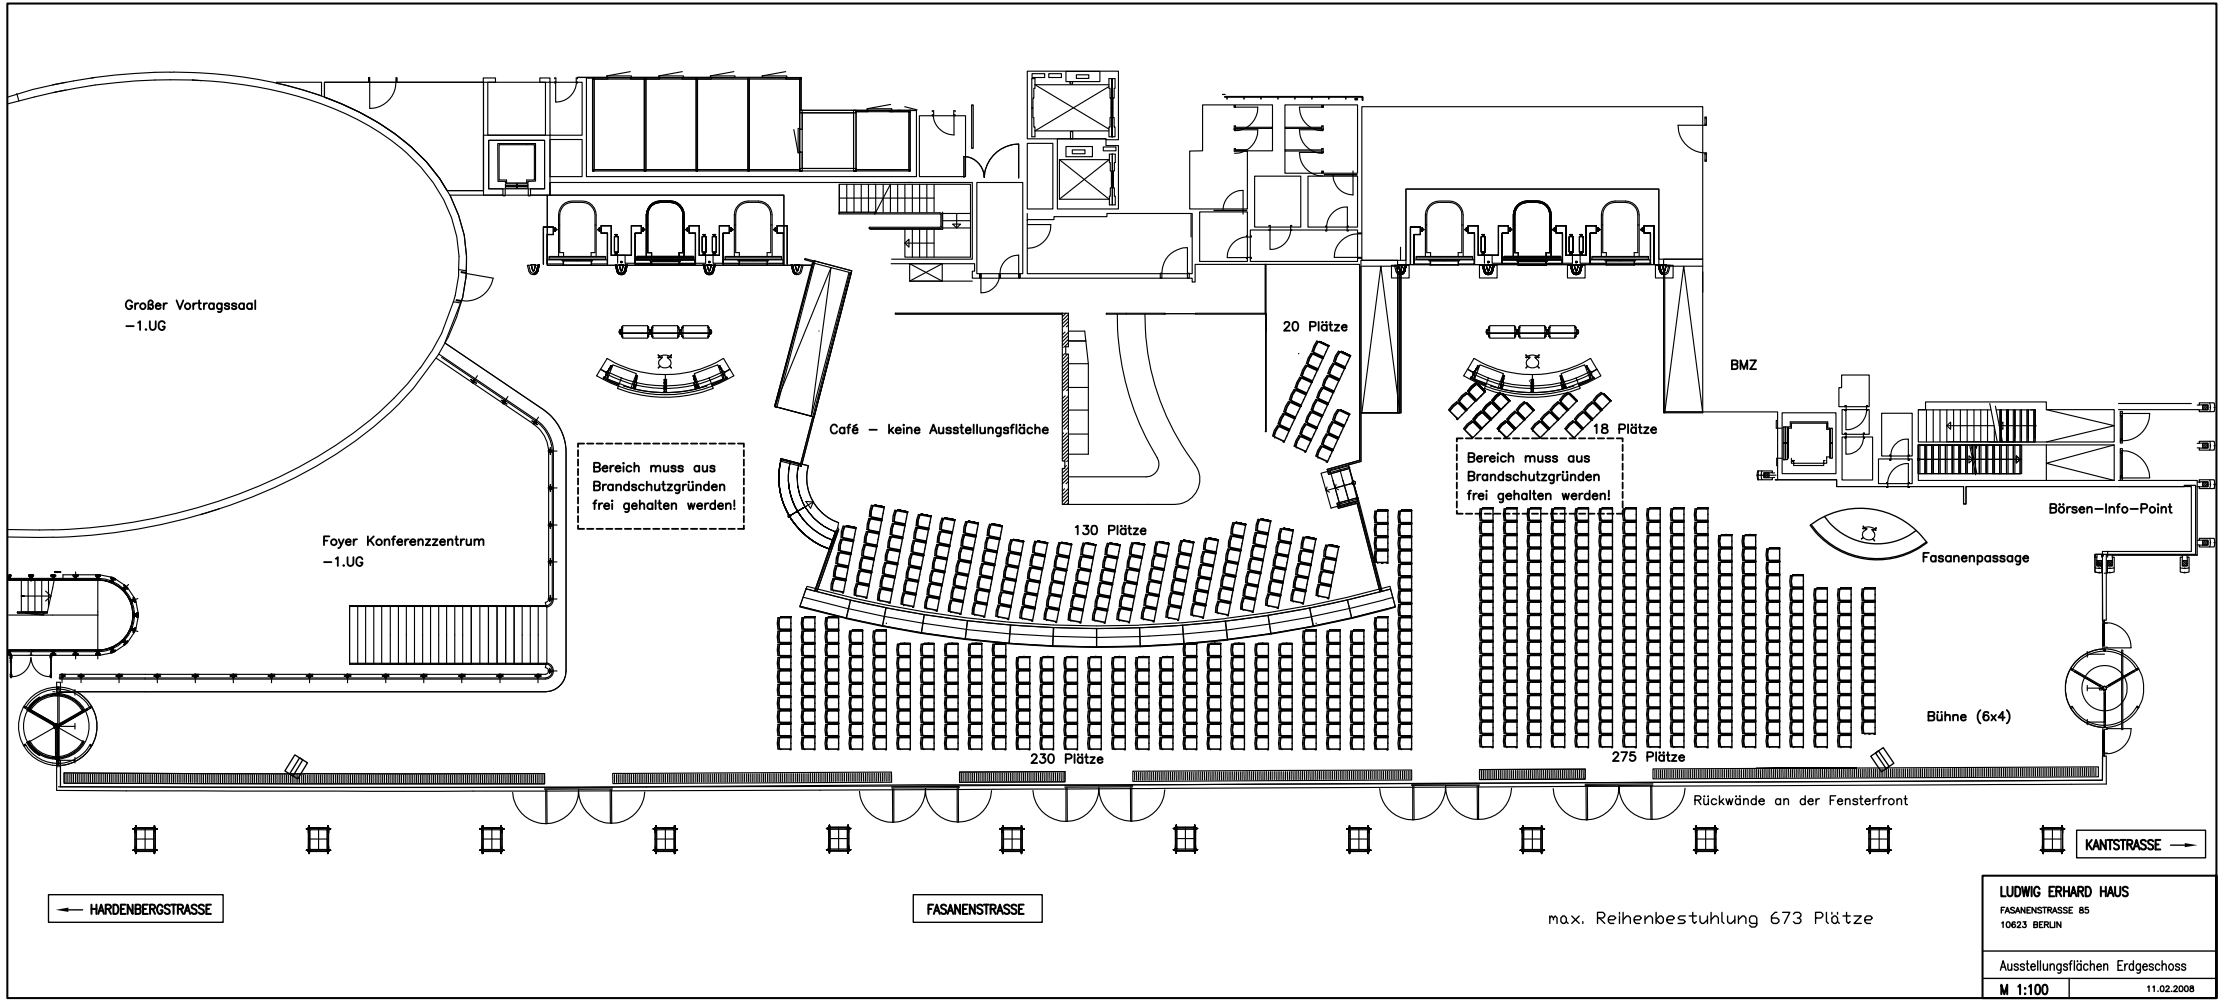 Großer Vortragssaal
-1.UG
20 Plätze
BMZ
Café - keine Ausstellungsfläche
18 Plätze
Bereich muss aus
Brandschutzgründen
frei gehalten werden!
Bereich muss aus
Brandschutzgründen
frei gehalten werden!
Börsen-Info-Point
130 Plätze
Foyer Konferenzzentrum
-1.UG
Fasanenpassage
Bühne (6x4)
230 Plätze
275 Plätze
Rückwände an der Fensterfront
KANTSTRASSE →
← HARDENBERGSTRASSE
FASANENSTRASSE
max. Reihenbestuhlung 673 Plätze
LUDWIG ERHARD HAUS
FASANENSTRASSE 85
10623 BERLIN
Ausstellungsflächen Erdgeschoss
M 1:100
11.02.2008